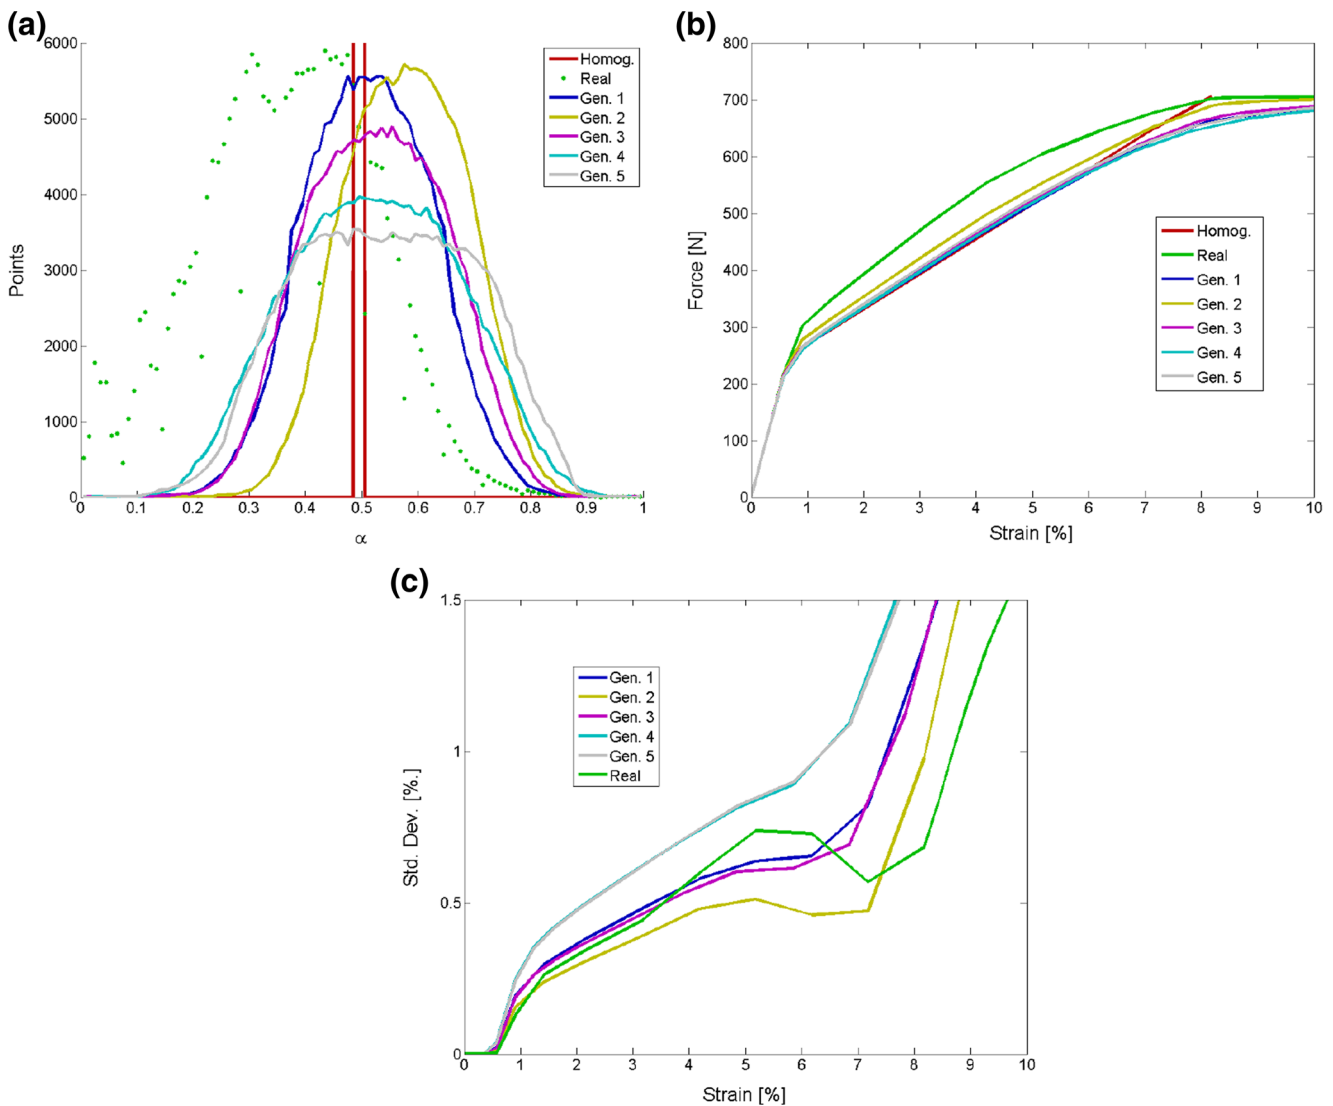 (a)
6000
5000
4000
3000
2000
1000
0
Points
0 0.1 0.2 0.3 0.4 0.5 0.6 0.7 0.8 0.9 1
α
Homog.
Real
Gen. 1
Gen. 2
Gen. 3
Gen. 4
Gen. 5
(b)
800
700
600
500
400
300
200
100
0
Force [N]
0 1 2 3 4 5 6 7 8 9 10
Strain [%]
Homog.
Real
Gen. 1
Gen. 2
Gen. 3
Gen. 4
Gen. 5
(c)
1.5
1
0.5
0
Std. Dev. [%.]
0 1 2 3 4 5 6 7 8 9 10
Strain [%]
Gen. 1
Gen. 2
Gen. 3
Gen. 4
Gen. 5
Real